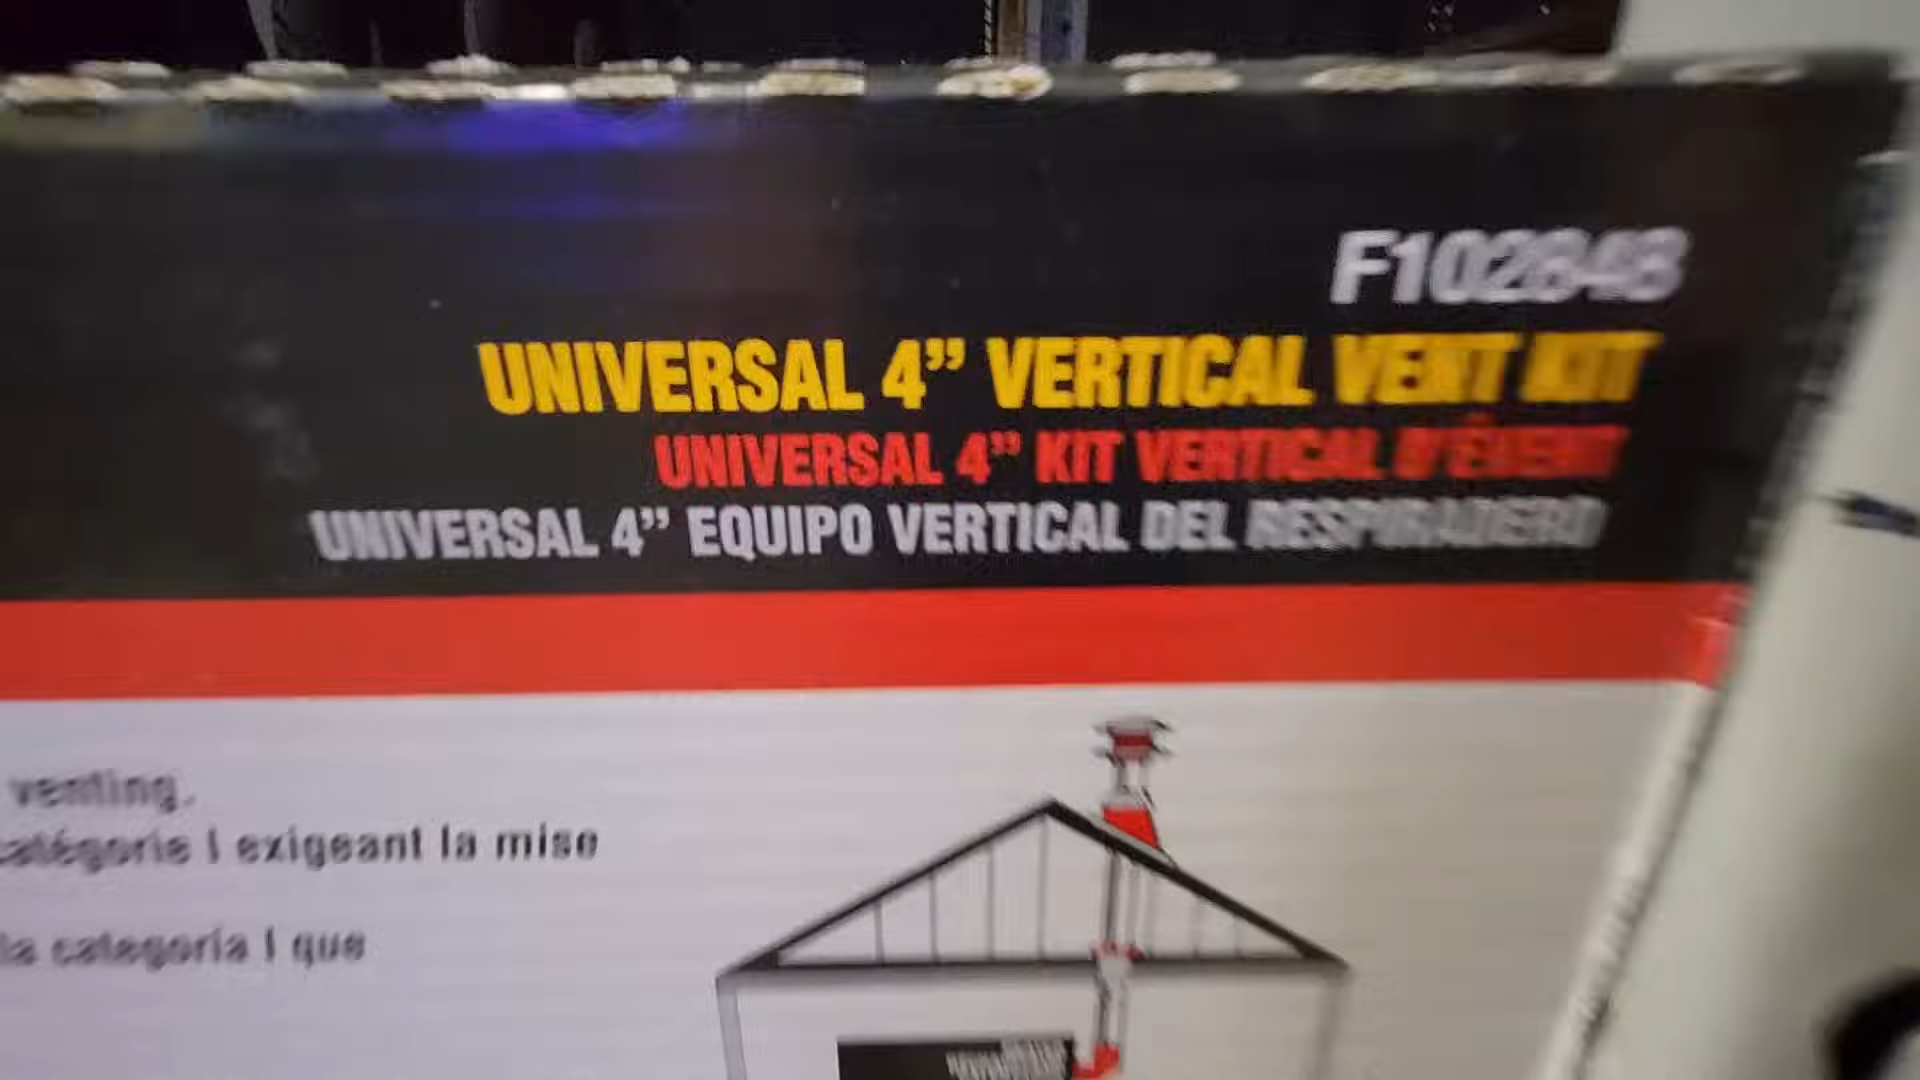 F102848
UNIVERSAL 4” VERTICAL VENT KIT
UNIVERSAL 4” KIT VERTICAL D'ÉVENT
UNIVERSAL 4” EQUIPO VERTICAL DEL RESPIRADERO
venting.
catégorie I exigeant la mise
la categoría I que